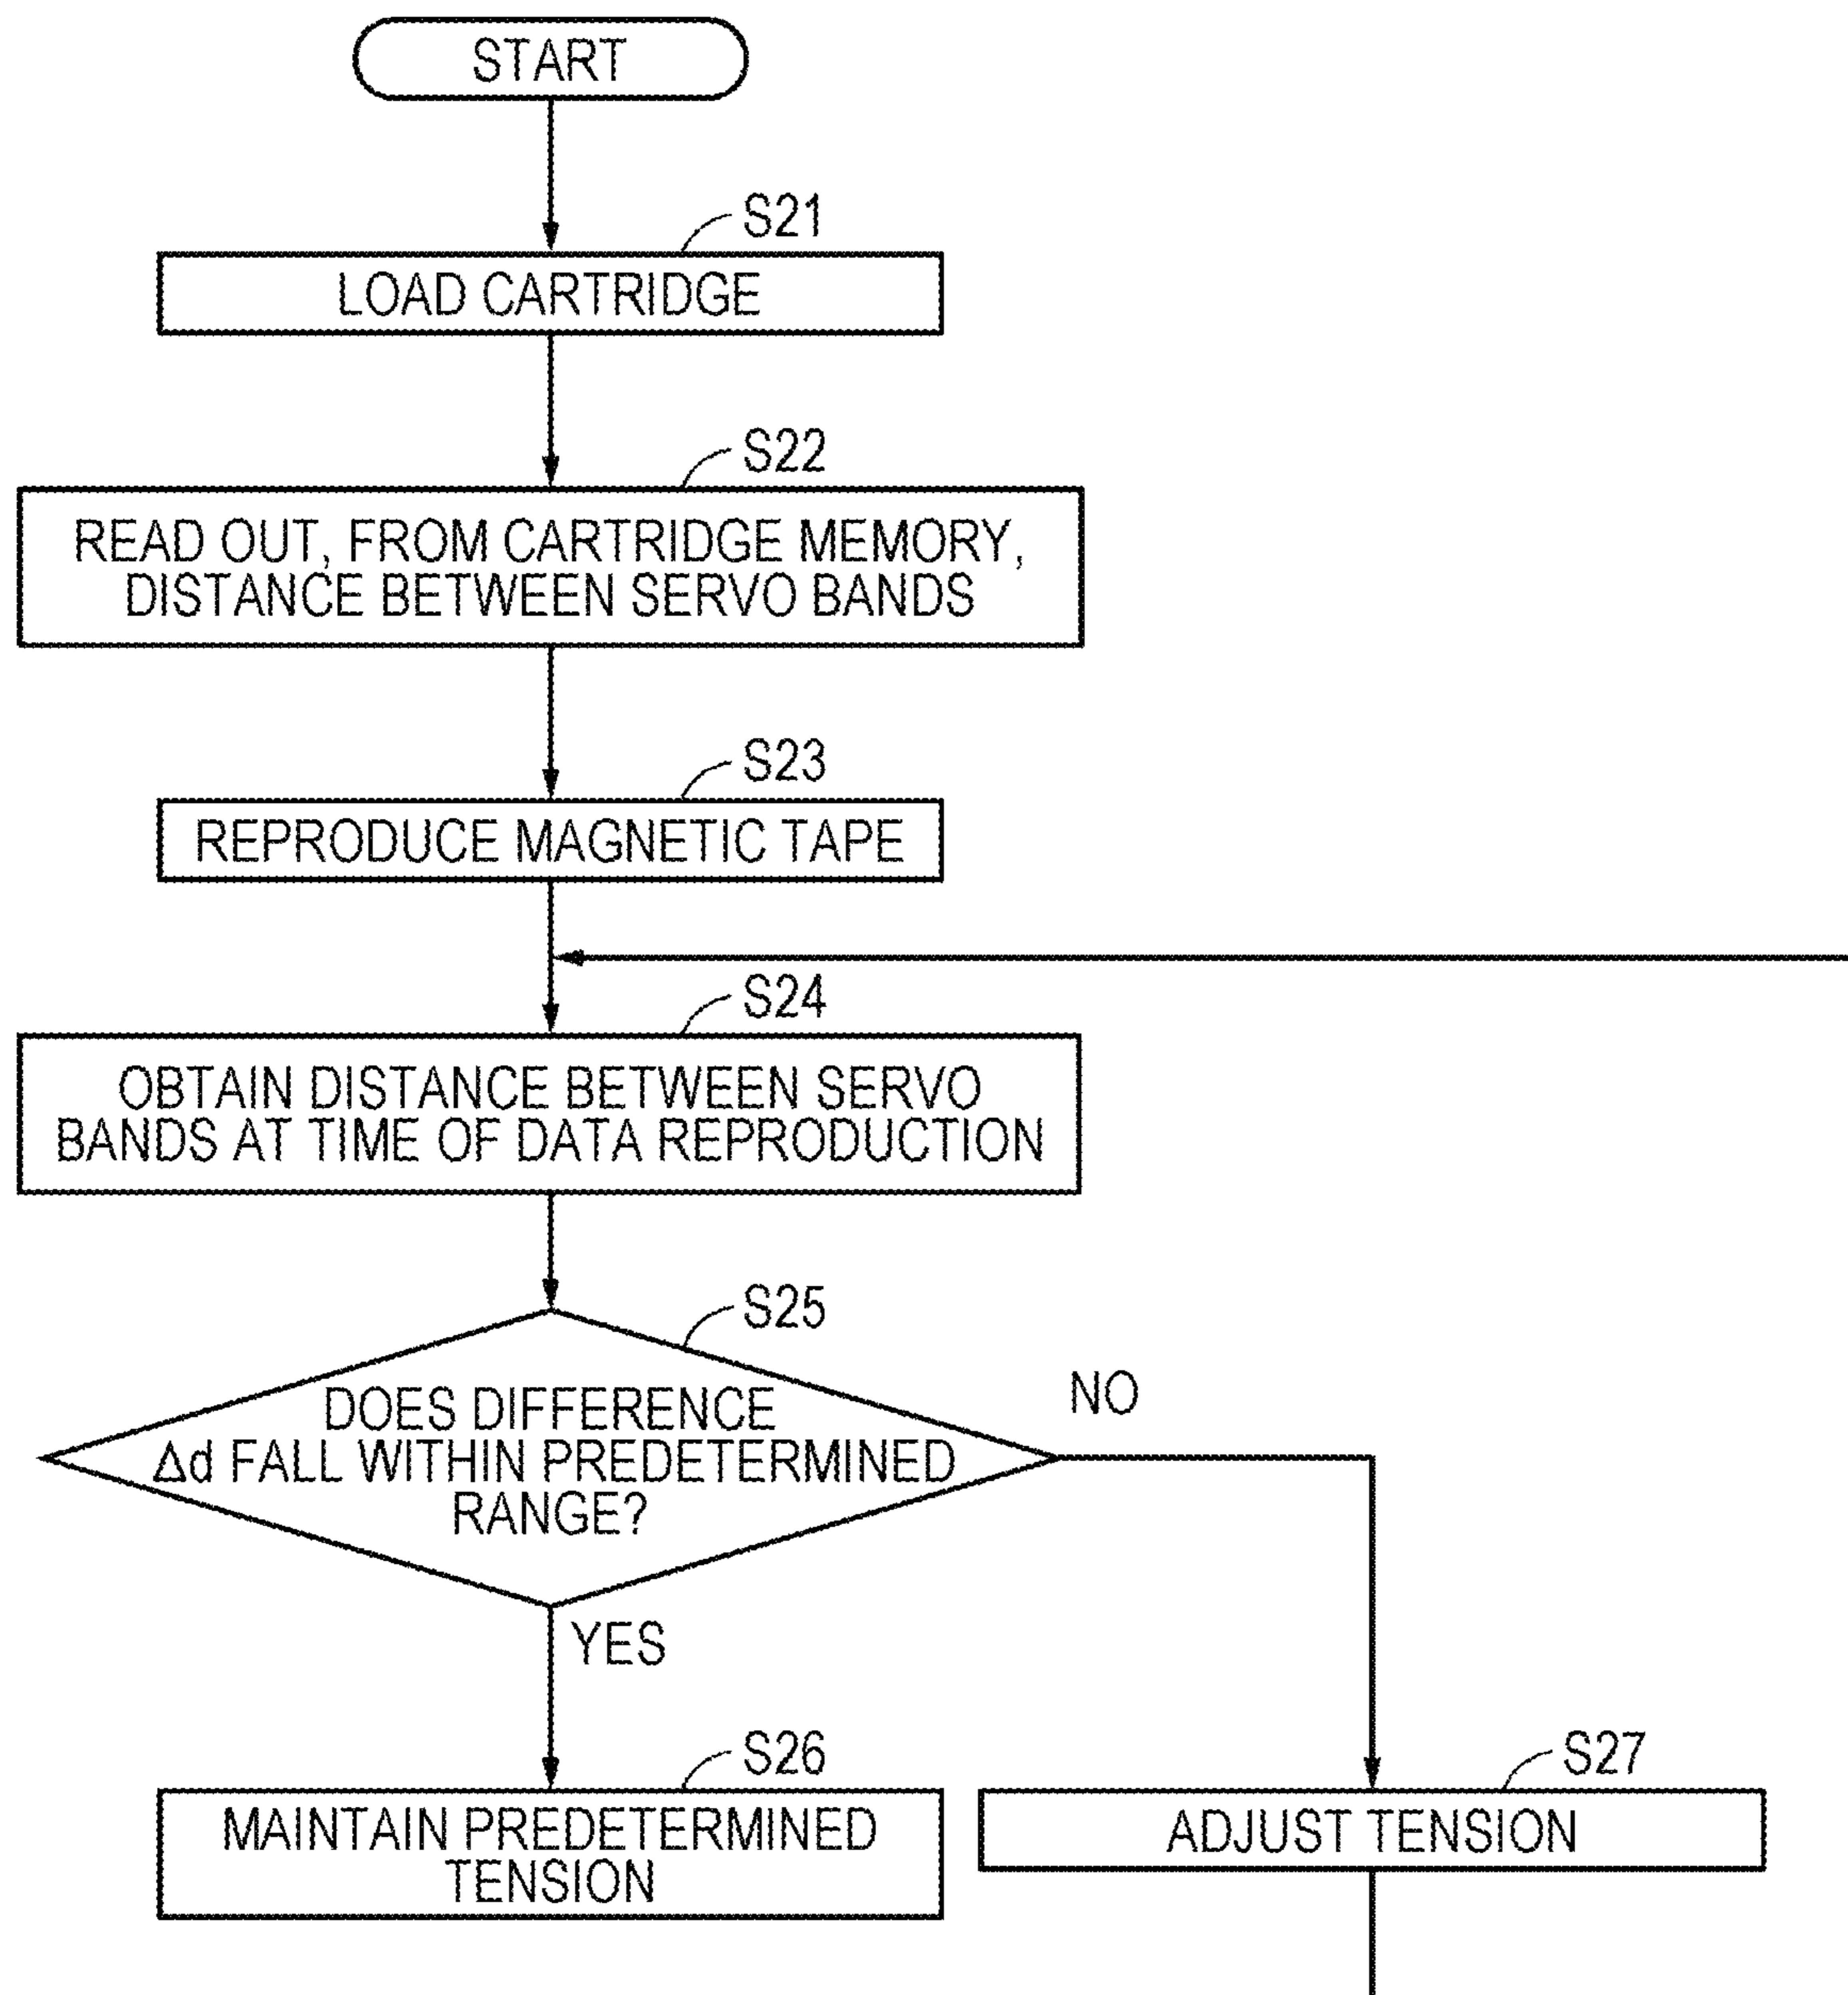 START
S21
LOAD CARTRIDGE
S22
READ OUT, FROM CARTRIDGE MEMORY,
DISTANCE BETWEEN SERVO BANDS
S23
REPRODUCE MAGNETIC TAPE
S24
OBTAIN DISTANCE BETWEEN SERVO
BANDS AT TIME OF DATA REPRODUCTION
S25
DOES DIFFERENCE
Δd FALL WITHIN PREDETERMINED
RANGE?
NO
YES
S26
MAINTAIN PREDETERMINED
TENSION
S27
ADJUST TENSION